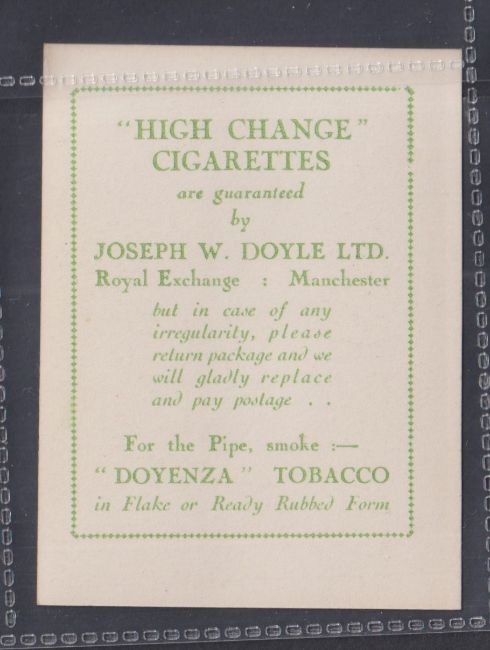 "HIGH CHANGE"
CIGARETTES
are guaranteed
by
JOSEPH W. DOYLE LTD.
Royal Exchange : Manchester
but in case of any
irregularity, please
return package and we
will gladly replace
and pay postage . .
For the Pipe, smoke :—
"DOYENZA" TOBACCO
in Flake or Ready Rubbed Form